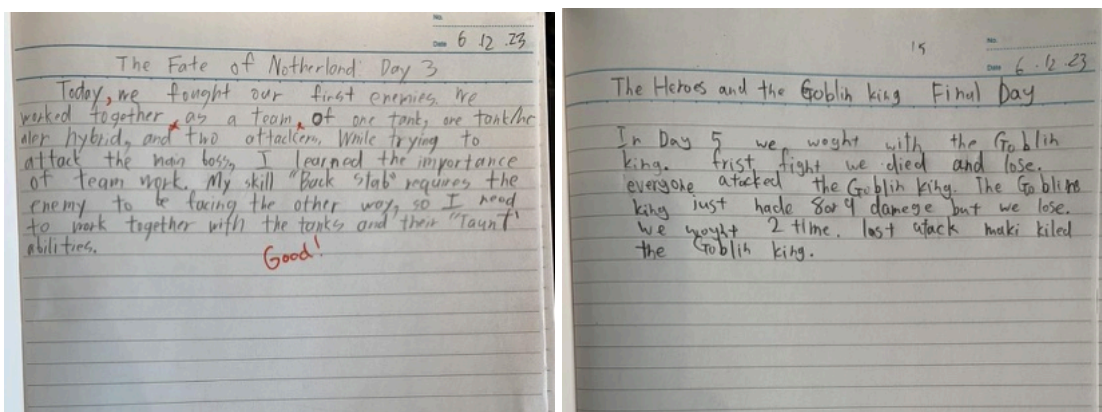 No.
Date 6 . 12 . 23
The Fate of Notherland: Day 3
Today, we fought our first enemies. We
worked together as a team, of one tank, one tank/he
aler hybrid, and two attackers. While trying to
attack the main boss, I learned the importance
of team work. My skill "Back stab" requires the
enemy to be facing the other way, so I need
to work together with the tanks and their "Taunt"
abilities.
Good!
15
No.
Date 6 . 12 . 23
The Heroes and the Goblin king Final Day
In Day 5 we woght with the Goblin
king. frist fight we died and lose.
everyone atacked the Goblin king. The Gobline
king just hade 8or9 damege but we lose.
We woght 2 time. last atack maki kiled
the Goblin king.